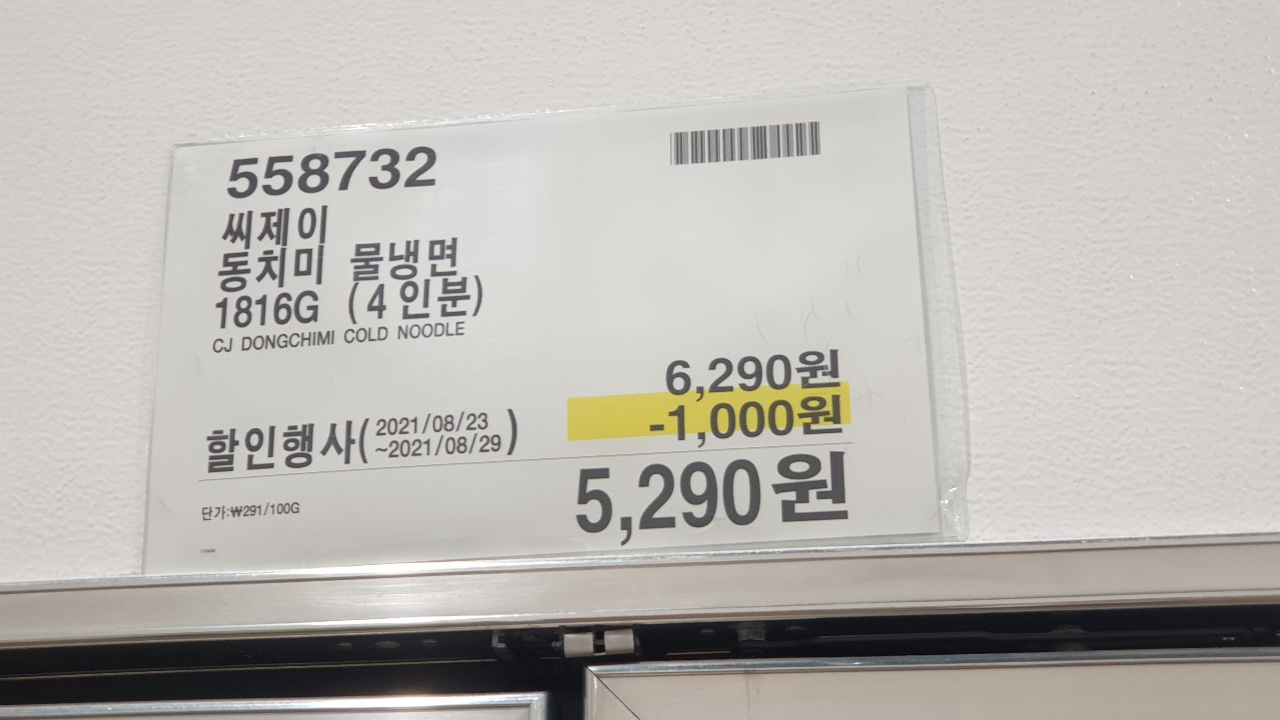 558732
씨제이
동치미 물냉면
1816G (4인분)
CJ DONGCHIMI COLD NOODLE
6,290원
-1,000원
할인행사(2021/08/23
~2021/08/29)
5,290원
단가:₩291/100G